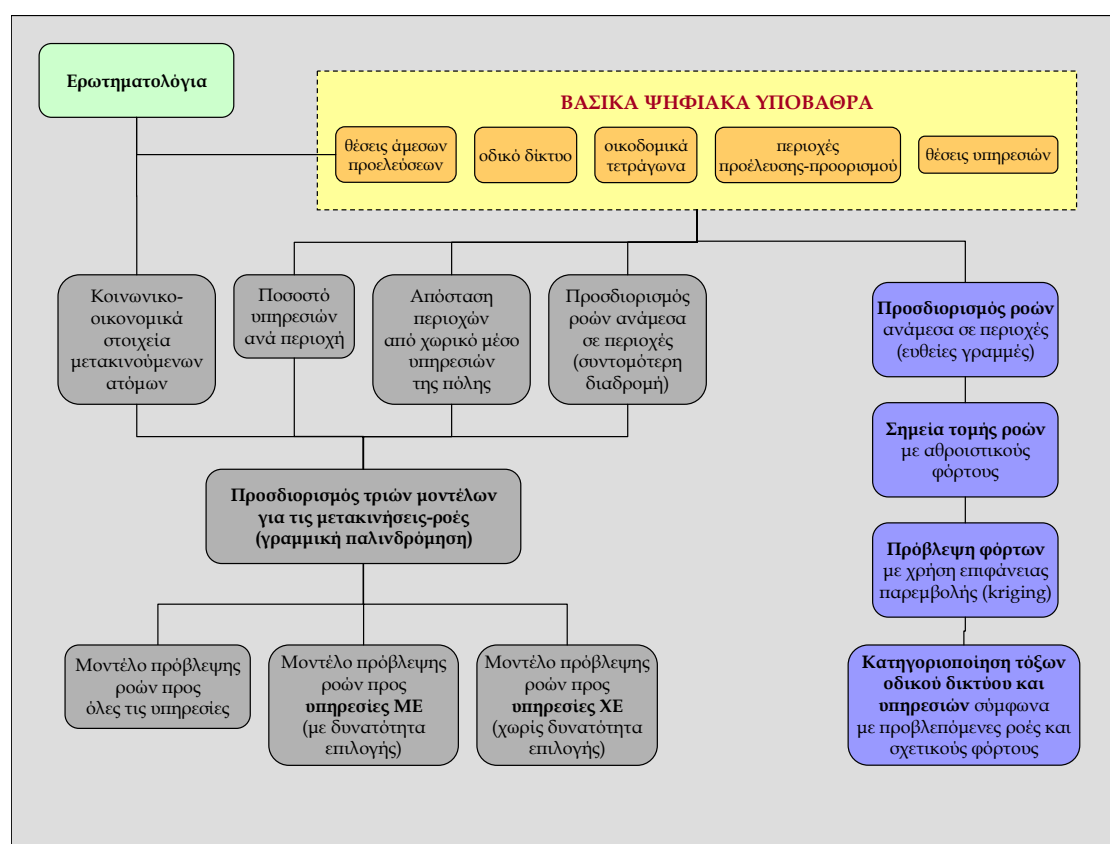 Ερωτηματολόγια
ΒΑΣΙΚΑ ΨΗΦΙΑΚΑ ΥΠΟΒΑΘΡΑ
θέσεις άμεσων
προελεύσεων
οδικό δίκτυο
οικοδομικά
τετράγωνα
περιοχές
προέλευσης-προορισμού
θέσεις υπηρεσιών
Κοινωνικο-
οικονομικά
στοιχεία
μετακινούμενων
ατόμων
Ποσοστό
υπηρεσιών
ανά περιοχή
Απόσταση
περιοχών
από χωρικό μέσο
υπηρεσιών
της πόλης
Προσδιορισμός
ροών ανάμεσα
σε περιοχές
(συντομότερη
διαδρομή)
Προσδιορισμός ροών
ανάμεσα σε περιοχές
(ευθείες γραμμές)
Σημεία τομής ροών
με αθροιστικούς
φόρτους
Προσδιορισμός τριών μοντέλων
για τις μετακινήσεις-ροές
(γραμμική παλινδρόμηση)
Πρόβλεψη φόρτων
με χρήση επιφάνειας
παρεμβολής (kriging)
Μοντέλο πρόβλεψης
ροών προς
όλες τις υπηρεσίες
Μοντέλο πρόβλεψης
ροών προς
υπηρεσίες ΜΕ
(με δυνατότητα
επιλογής)
Μοντέλο πρόβλεψης
ροών προς
υπηρεσίες ΧΕ
(χωρίς δυνατότητα
επιλογής)
Κατηγοριοποίηση τόξων
οδικού δικτύου και
υπηρεσιών σύμφωνα
με προβλεπόμενες ροές και
σχετικούς φόρτους